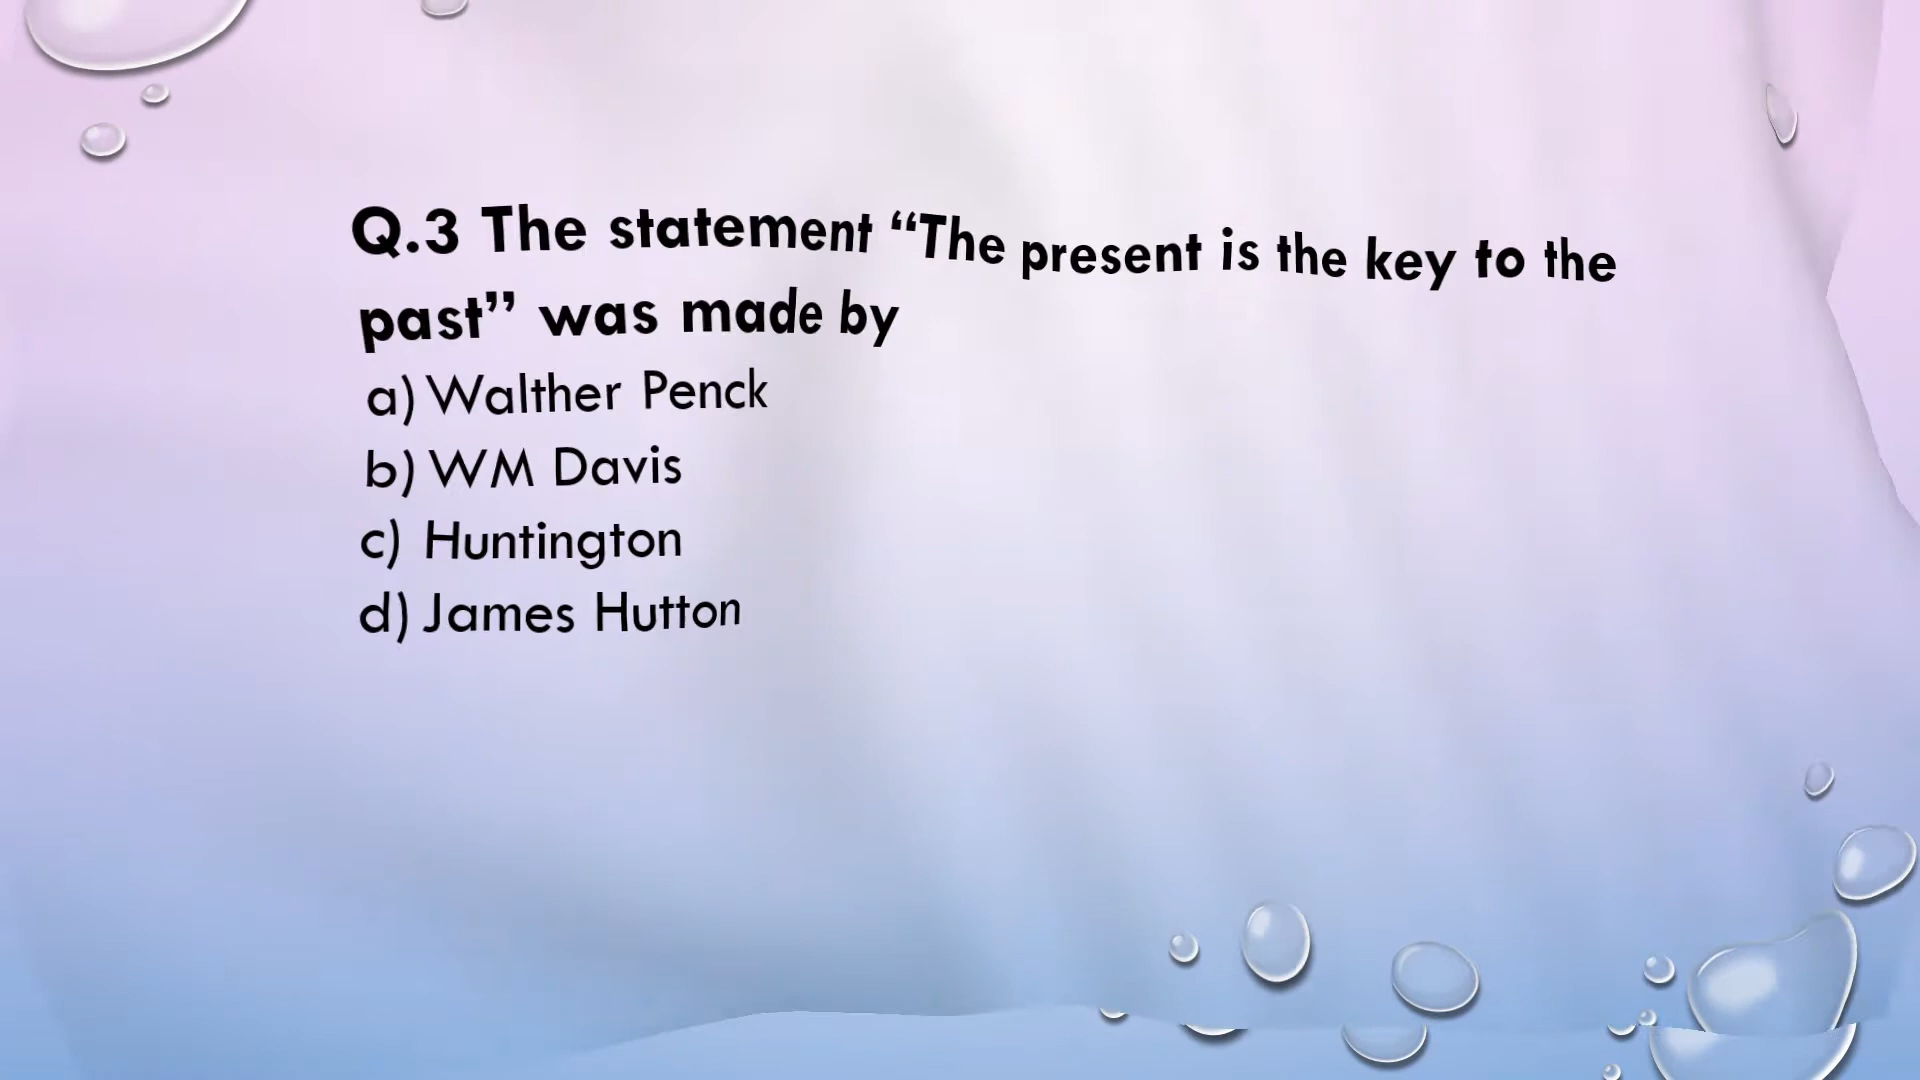 Q.3 The statement “The present is the key to the
past” was made by
a) Walther Penck
b) WM Davis
c) Huntington
d) James Hutton